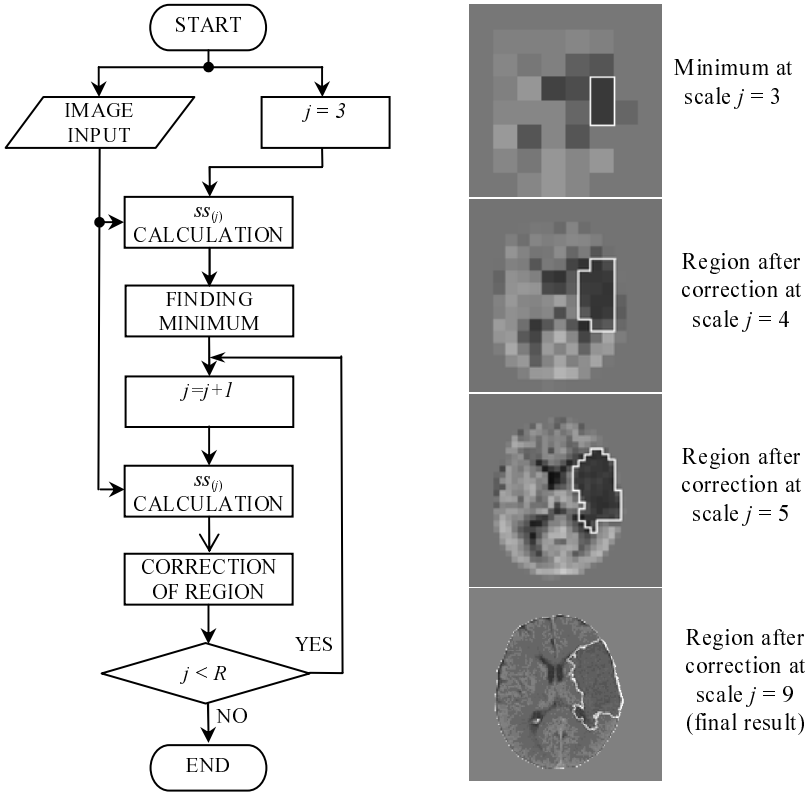 START
IMAGE
INPUT
j = 3
ss(j)
CALCULATION
FINDING
MINIMUM
j=j+1
ss(j)
CALCULATION
CORRECTION
OF REGION
YES
j < R
NO
END
Minimum at
scale j = 3
Region after
correction at
scale j = 4
Region after
correction at
scale j = 5
Region after
correction at
scale j = 9
(final result)